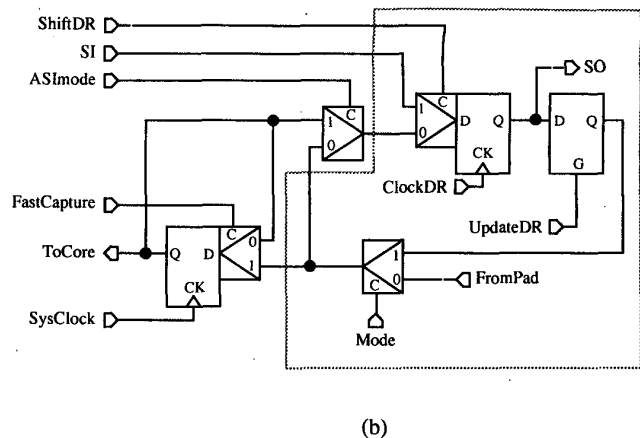 ShiftDR
SI
ASImode
SO
C
1
0
C
1
0
D Q
CK
D Q
G
ClockDR
UpdateDR
FastCapture
ToCore
SysClock
Q D
CK
C
0
1
1
0
C
FromPad
Mode
(b)